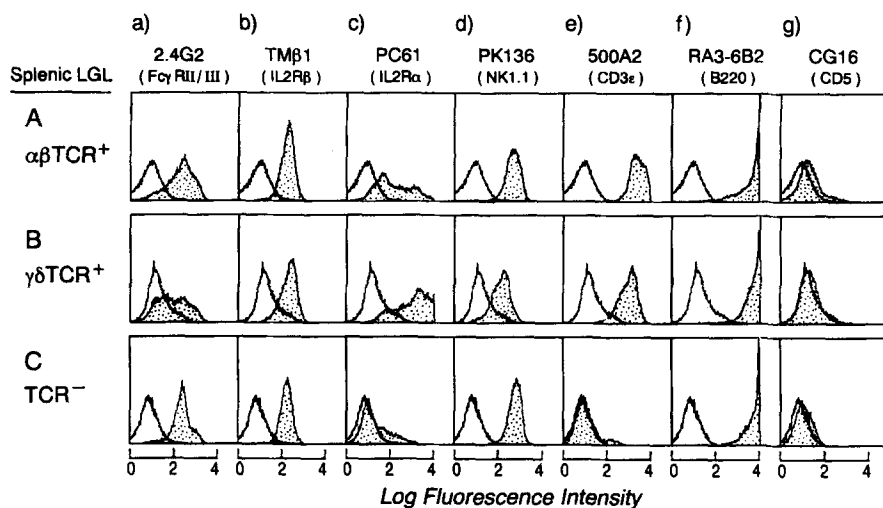 a) b) c) d) e) f) g)
2.4G2 TMβ1 PC61 PK136 500A2 RA3-6B2 CG16
Splenic LGL (Fcγ RII/III) (IL2Rβ) (IL2Rα) (NK1.1) (CD3ε) (B220) (CD5)
A
αβTCR+
B
γδTCR+
C
TCR−
0 2 4 0 2 4 0 2 4 0 2 4 0 2 4 0 2 4 0 2 4
Log Fluorescence Intensity